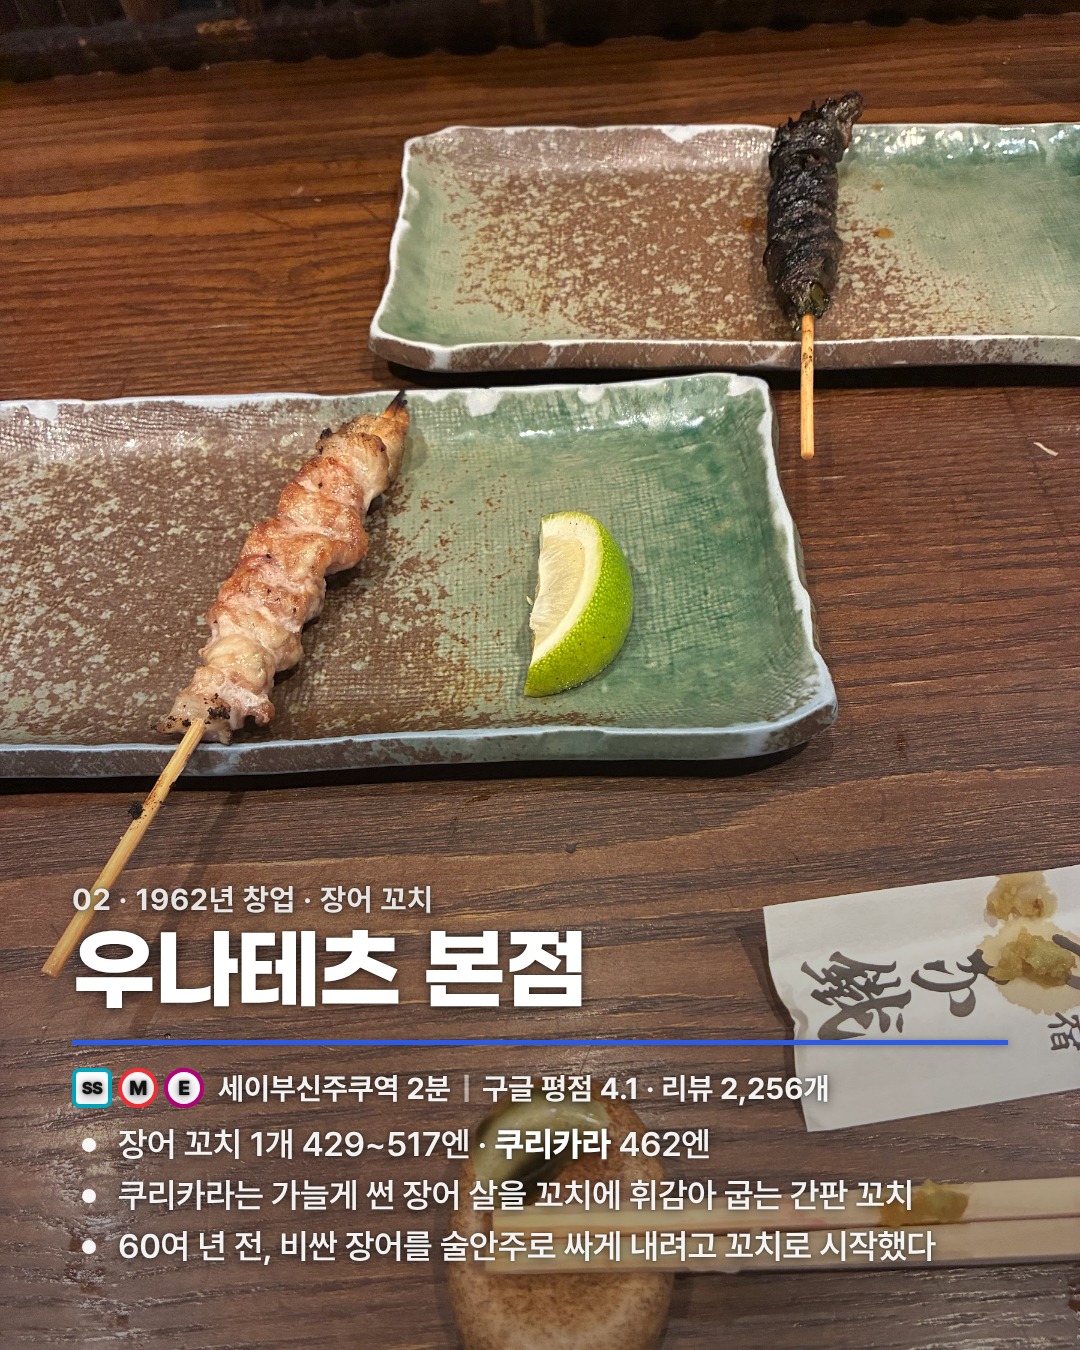 02 · 1962년 창업 · 장어 꼬치
우나테츠 본점
SS M E 세이부신주쿠역 2분 | 구글 평점 4.1 · 리뷰 2,256개
• 장어 꼬치 1개 429~517엔 · 쿠리카라 462엔
• 쿠리카라는 가늘게 썬 장어 살을 꼬치에 휘감아 굽는 간판 꼬치
• 60여 년 전, 비싼 장어를 술안주로 싸게 내려고 꼬치로 시작했다